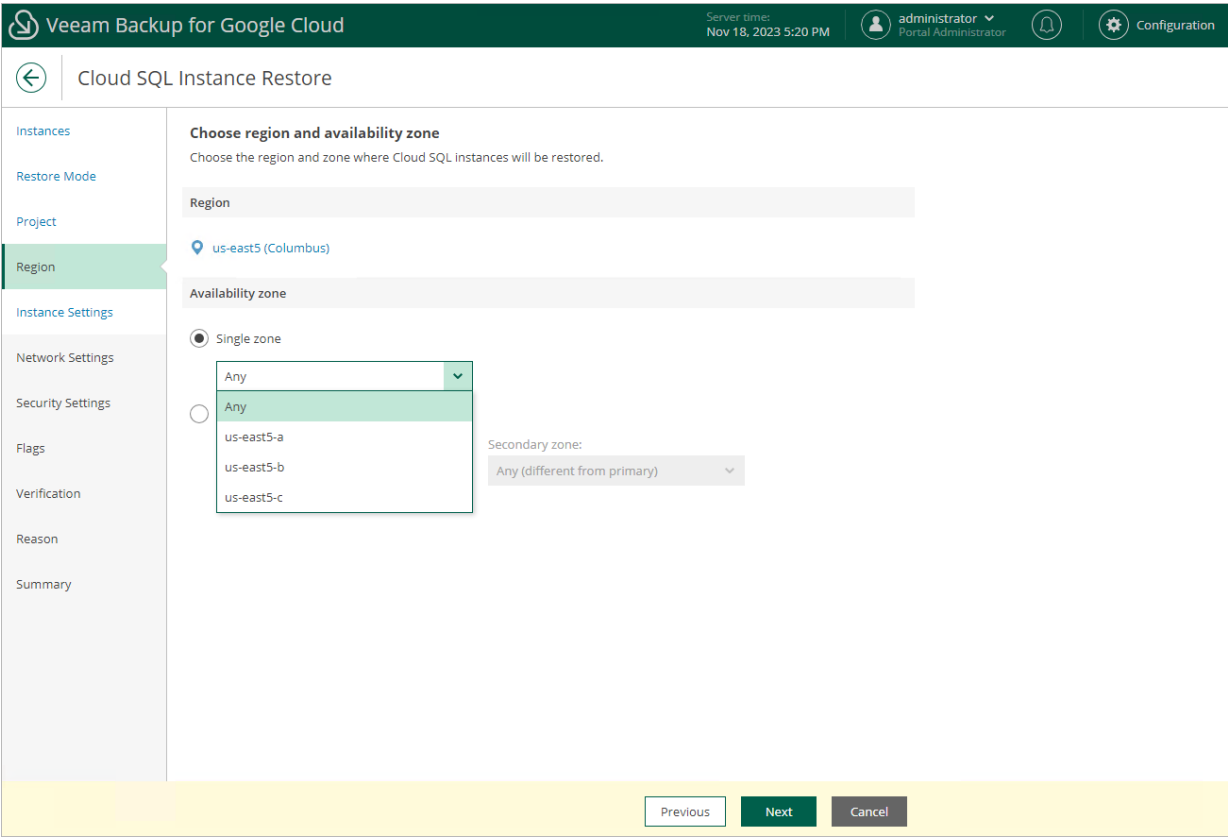 Veeam Backup for Google Cloud
Server time:
Nov 18, 2023 5:20 PM
administrator
Portal Administrator
Configuration
Cloud SQL Instance Restore
Instances
Restore Mode
Project
Region
Instance Settings
Network Settings
Security Settings
Flags
Verification
Reason
Summary
Choose region and availability zone
Choose the region and zone where Cloud SQL instances will be restored.
Region
us-east5 (Columbus)
Availability zone
Single zone
Any
Any
us-east5-a
us-east5-b
us-east5-c
Secondary zone:
Any (different from primary)
Previous
Next
Cancel